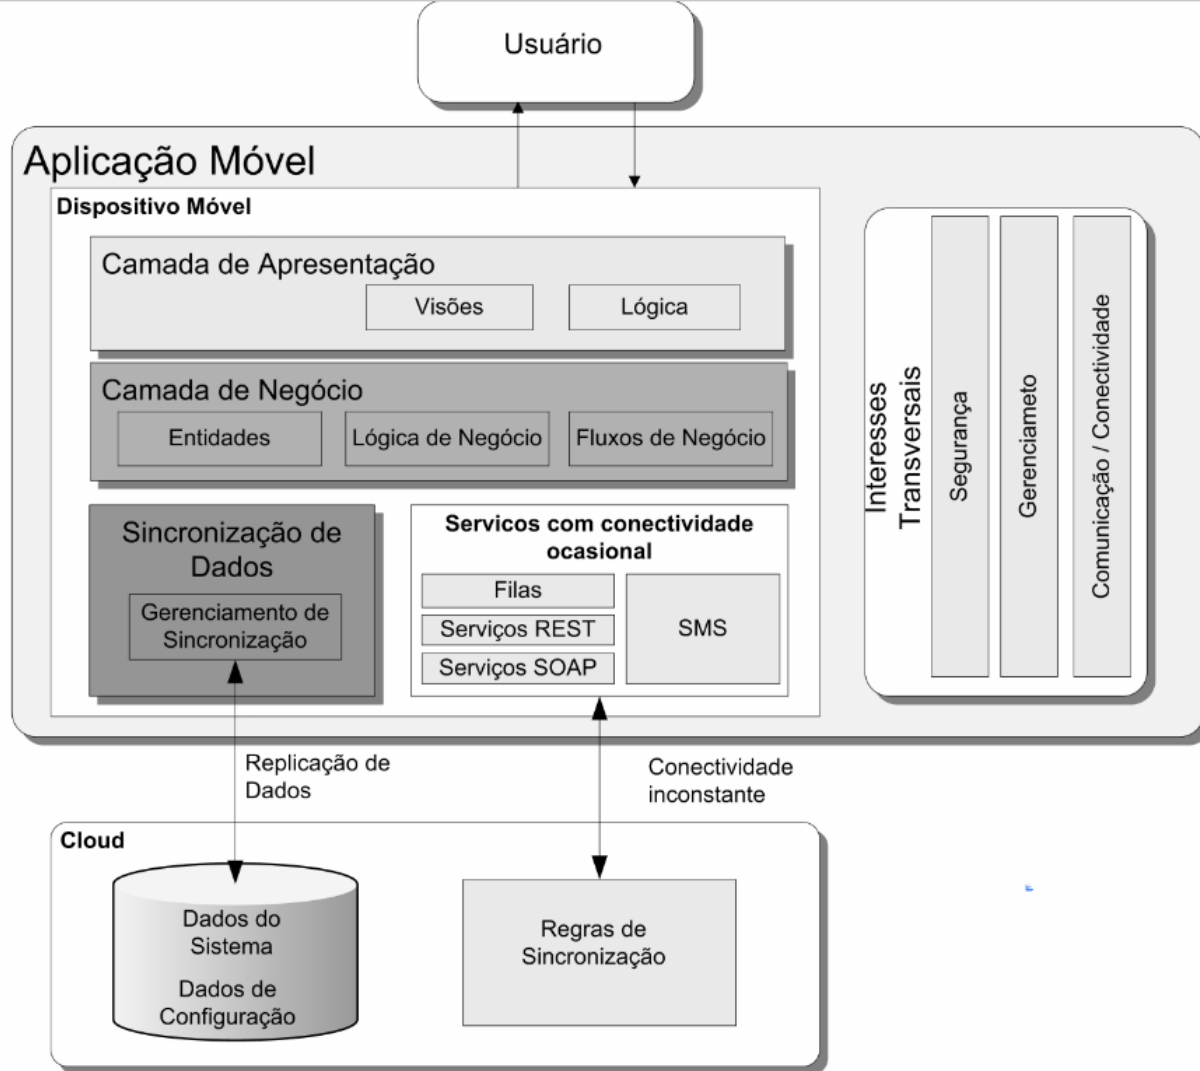 Usuário
Aplicação Móvel
Dispositivo Móvel
Camada de Apresentação
Visões
Lógica
Camada de Negócio
Entidades
Lógica de Negócio
Fluxos de Negócio
Sincronização de
Dados
Gerenciamento de
Sincronização
Servicos com conectividade
ocasional
Filas
Serviços REST
Serviços SOAP
SMS
Interesses
Transversais
Segurança
Gerenciameto
Comunicação / Conectividade
Replicação de
Dados
Conectividade
inconstante
Cloud
Dados do
Sistema
Dados de
Configuração
Regras de
Sincronização